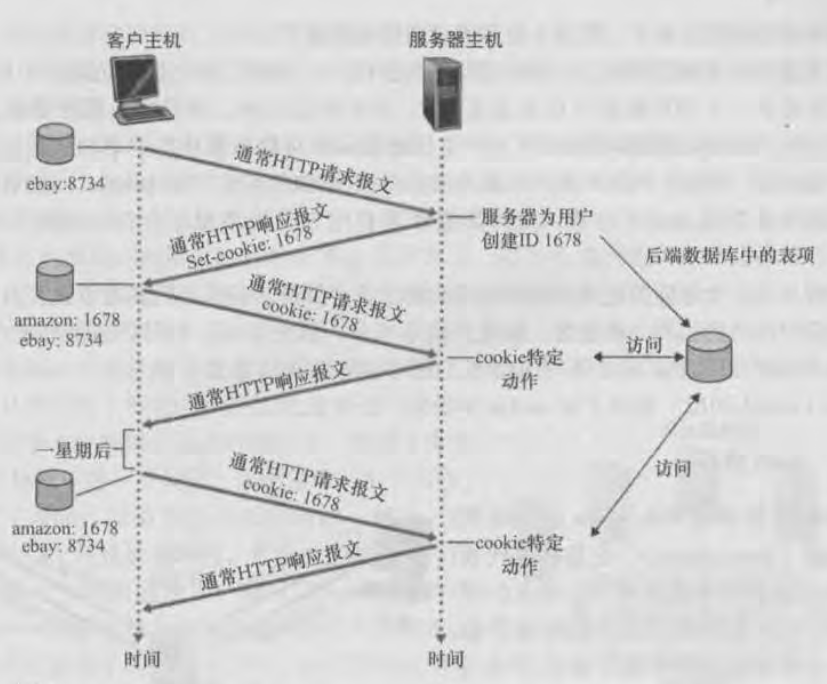 客户主机
服务器主机
ebay:8734
通常HTTP请求报文
通常HTTP响应报文
Set-cookie: 1678
服务器为用户
创建ID 1678
后端数据库中的表项
amazon: 1678
ebay: 8734
通常HTTP请求报文
cookie: 1678
cookie特定
动作
访问
通常HTTP响应报文
一星期后
访问
amazon: 1678
ebay: 8734
通常HTTP请求报文
cookie: 1678
cookie特定
动作
通常HTTP响应报文
时间
时间